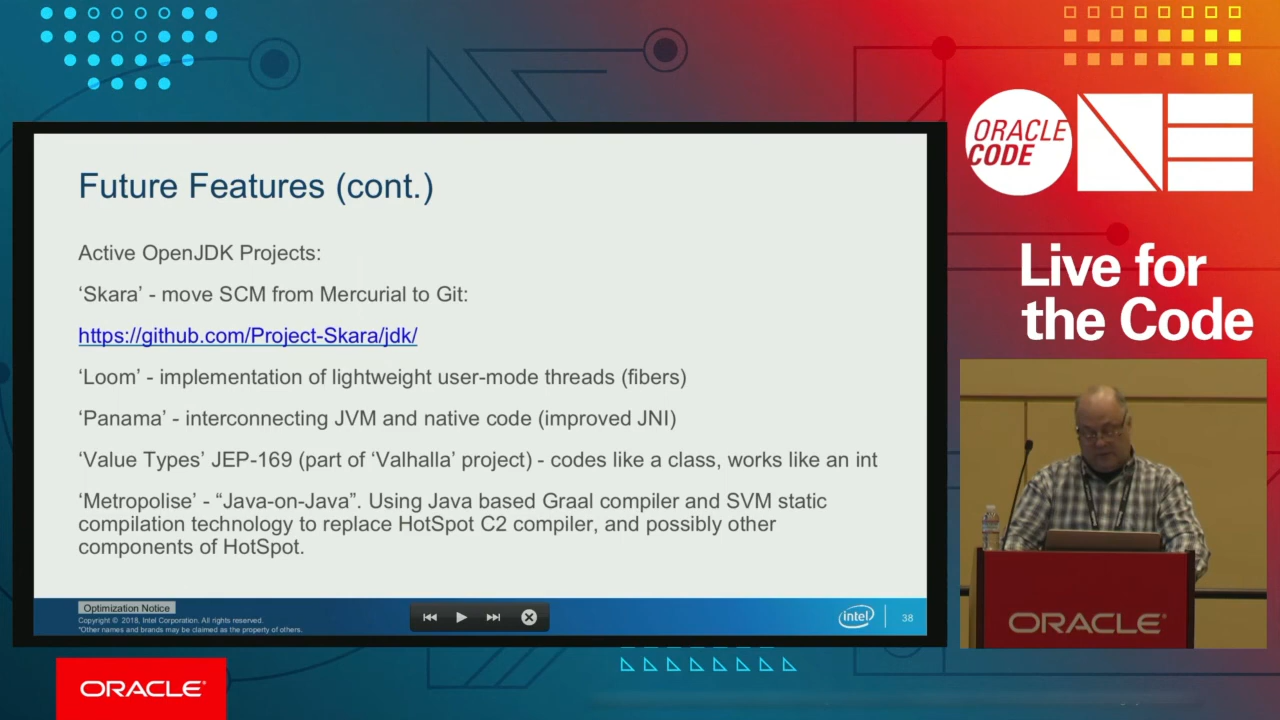 Future Features (cont.)
Active OpenJDK Projects:
‘Skara’ - move SCM from Mercurial to Git:
https://github.com/Project-Skara/jdk/
‘Loom’ - implementation of lightweight user-mode threads (fibers)
‘Panama’ - interconnecting JVM and native code (improved JNI)
‘Value Types’ JEP-169 (part of ‘Valhalla’ project) - codes like a class, works like an int
‘Metropolise’ - “Java-on-Java”. Using Java based Graal compiler and SVM static
compilation technology to replace HotSpot C2 compiler, and possibly other
components of HotSpot.
Optimization Notice
Copyright © 2018, Intel Corporation. All rights reserved.
*Other names and brands may be claimed as the property of others.
intel
38
ORACLE
CODE
ONE
Live for
the Code
ORACLE
ORACLE